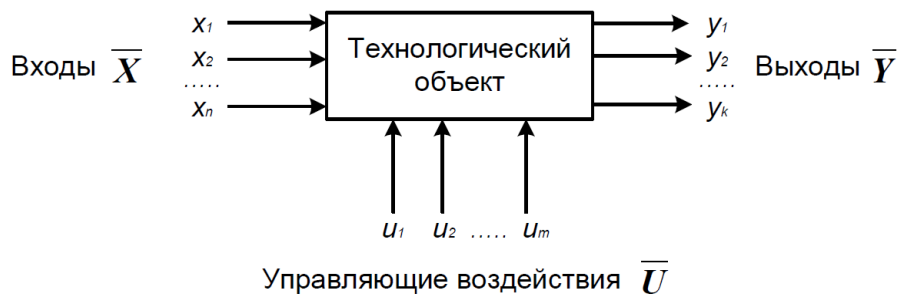 x1 y1
Входы X x2 Технологический объект y2 Выходы Y
..... .....
xn yk
u1 u2 ..... um
Управляющие воздействия U